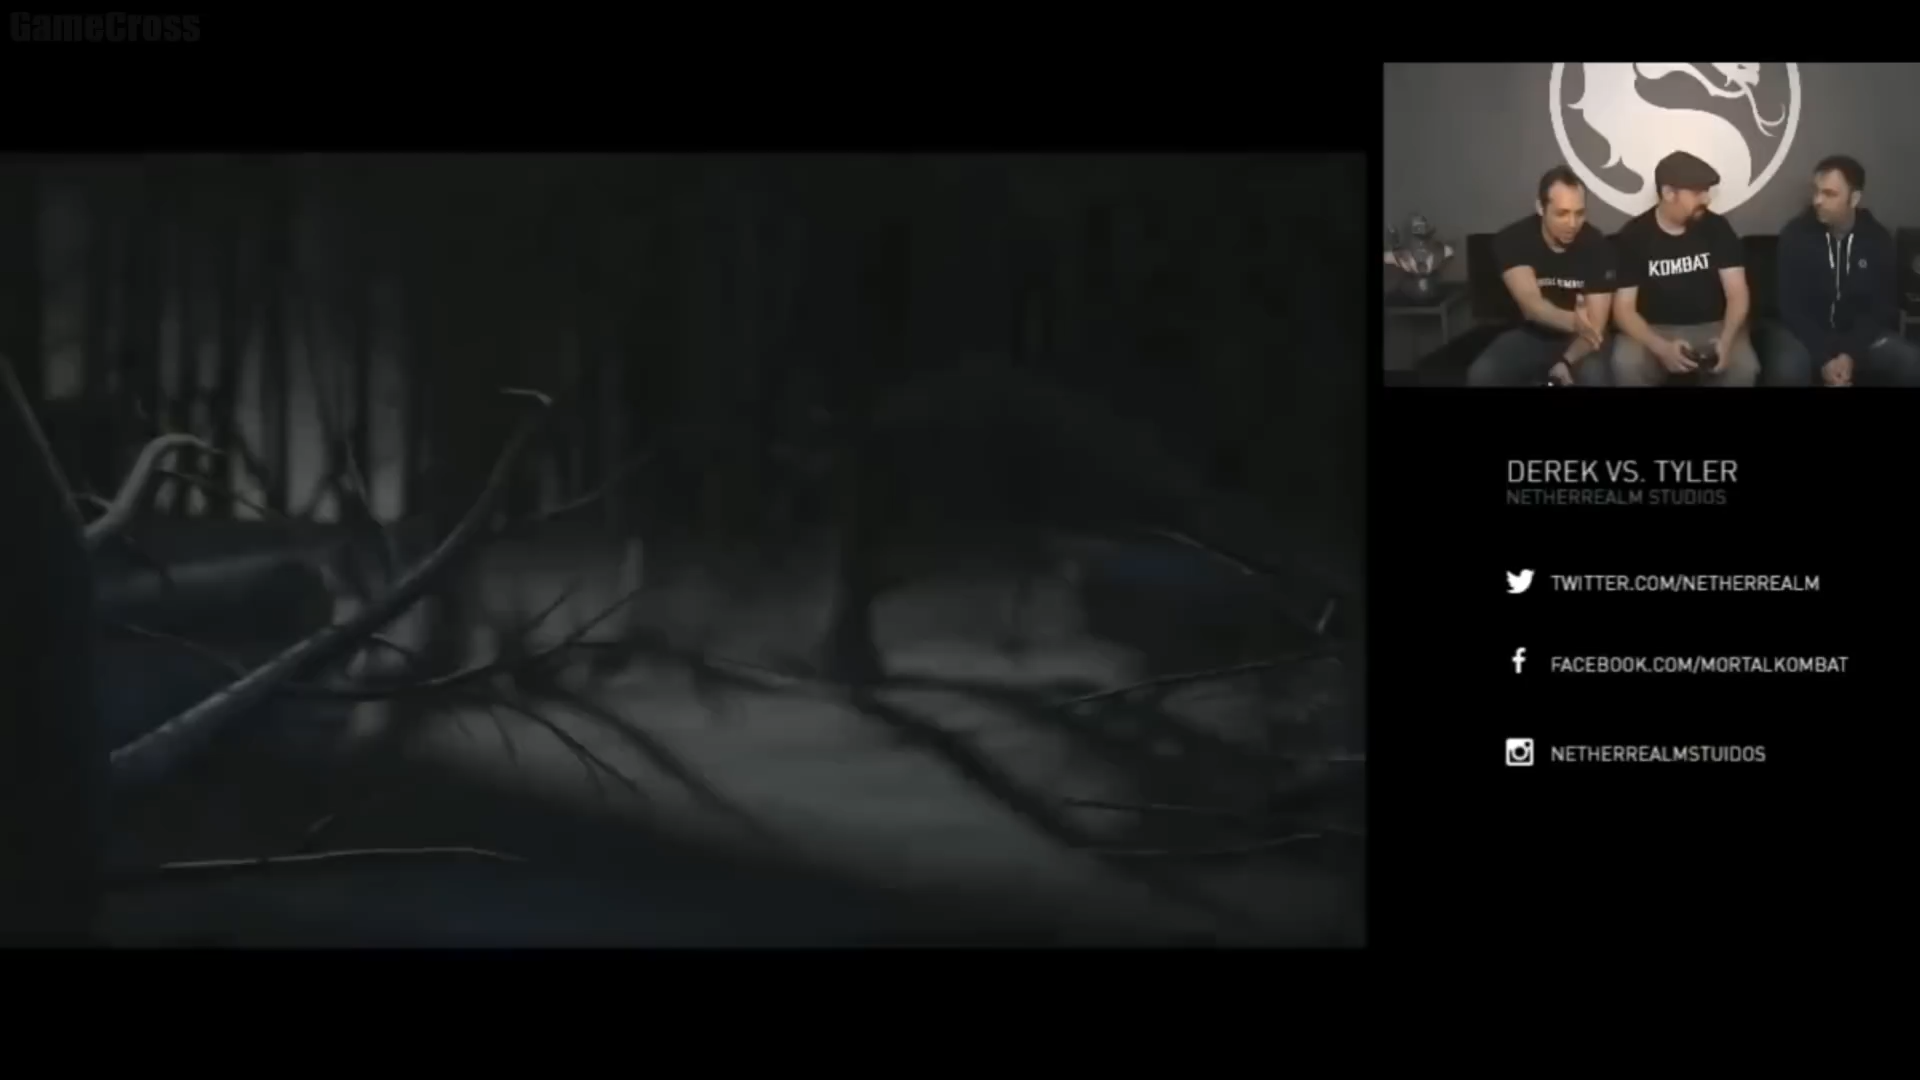 GameCross
KOMBAT
DEREK VS. TYLER
NETHERREALM STUDIOS
TWITTER.COM/NETHERREALM
FACEBOOK.COM/MORTALKOMBAT
NETHERREALMSTUIDOS